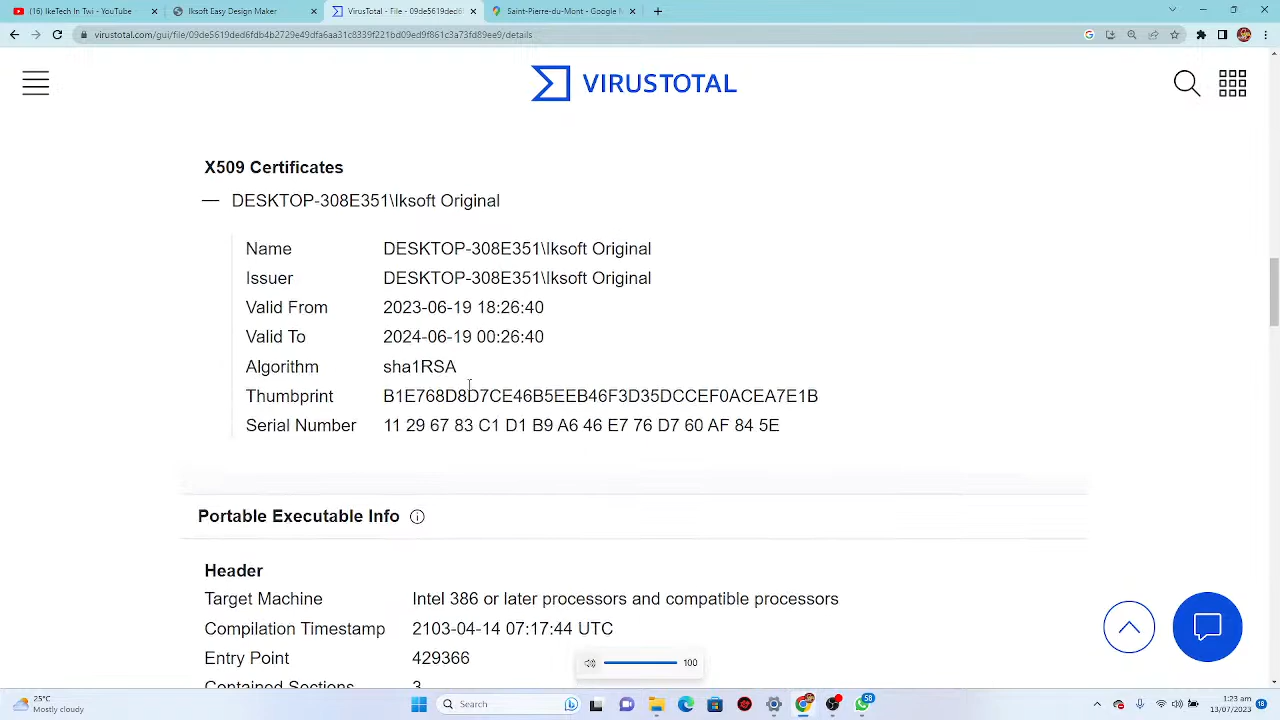 (16) IkeTech In Twi - YouTube
Iksoft Easy Design Maker
VirusTotal - File - 09de5619ded6
Saint-Pierre-du-Mont - Google M
virustotal.com/gui/file/09de5619ded6fdb4b2729e49dfa6aa31c8339f221bd09ed9f861c3a73fd89ee9/details
VIRUSTOTAL
X509 Certificates
— DESKTOP-308E351\Iksoft Original
Name DESKTOP-308E351\Iksoft Original
Issuer DESKTOP-308E351\Iksoft Original
Valid From 2023-06-19 18:26:40
Valid To 2024-06-19 00:26:40
Algorithm sha1RSA
Thumbprint B1E768D8D7CE46B5EEB46F3D35DCCEF0ACEA7E1B
Serial Number 11 29 67 83 C1 D1 B9 A6 46 E7 76 D7 60 AF 84 5E
Portable Executable Info
Header
Target Machine Intel 386 or later processors and compatible processors
Compilation Timestamp 2103-04-14 07:17:44 UTC
Entry Point 429366
Contained Sections 3
100
25°C
Mostly cloudy
Search
58
1:23 am
13/07/2023